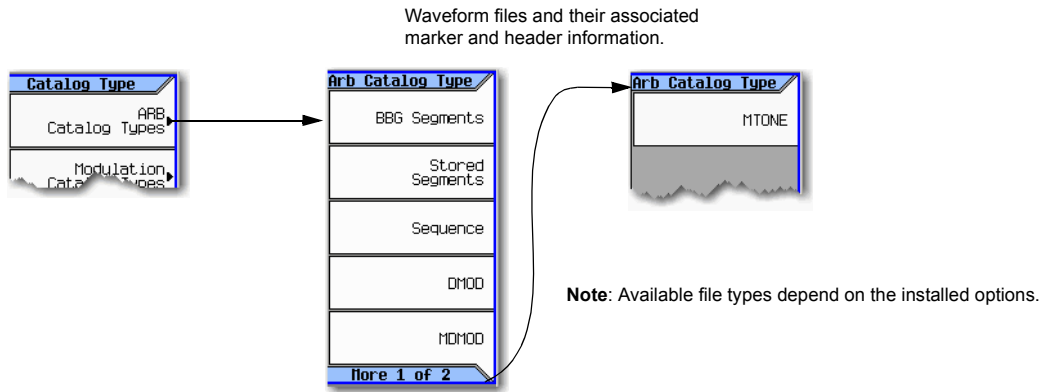 Waveform files and their associated
marker and header information.
Catalog Type
ARB
Catalog Types
Modulation
Catalog Types
Arb Catalog Type
BBG Segments
Stored
Segments
Sequence
DMOD
MDMOD
More 1 of 2
Arb Catalog Type
MTONE
Note: Available file types depend on the installed options.